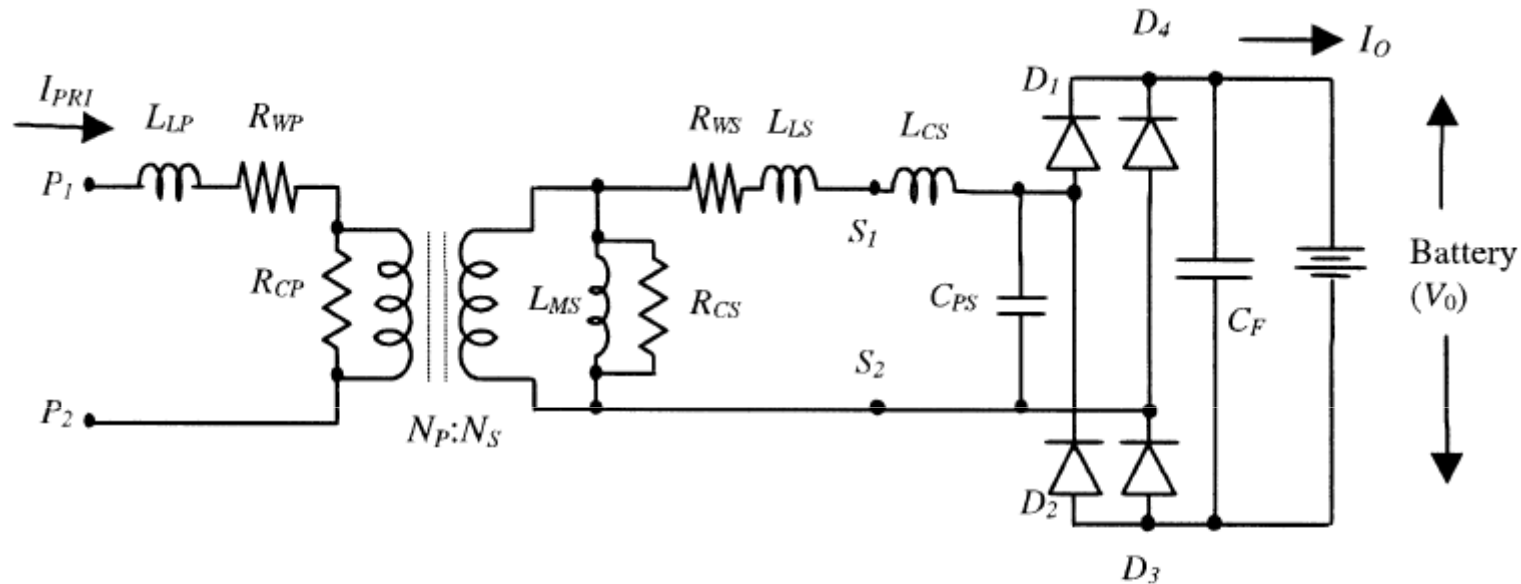 D4
IO
D1
IPRI
LLP
RWP
RWS
LLS
LCS
P1
S1
RCP
LMS
RCS
CPS
CF
Battery
(V0)
S2
P2
NP:NS
D2
D3